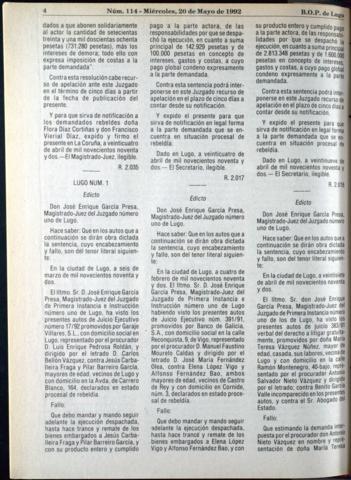 4 Núm. 114 - Miércoles, 20 de Mayo de 1992 B.O.P. de Lugo
dados a que abonen solidariamente
al actor la cantidad de setecientas
treinta y una mil doscientas ochenta
pesetas (731.280 pesetas), más los
intereses de demora; todo ello con
expresa imposición de costas a la
parte demandada".
Contra esta resolución cabe recur-
so de apelación ante este Juzgado
en el término de cinco días a partir
de la fecha de publicación del
presente.
Y para que sirva de notificación a
los demandados rebeldes doña
Flora Díaz Cortiñas y don Francisco
Vierial Díaz, expido y firmo el
presente en La Coruña, a veintinueve
de abril de mil novecientos noventa y
dos. — El Magistrado-Juez, ilegible.
R. 2.035
LUGO NUM. 1
Edicto
Don José Enrique García Presa,
Magistrado-Juez del Juzgado número
uno de Lugo.
Hace saber: Que en los autos que a
continuación se dirán obra dictada
la sentencia, cuyo encabezamiento
y fallo, son del tenor literal siguien-
te:
En la ciudad de Lugo, a seis de
marzo de mil novecientos noventa y
dos.
El Iltmo. Sr. D. José Enrique García
Presa, Magistrado-Juez del Juzgado
de Primera Instancia e Instrucción
número uno de Lugo, ha visto los
presentes autos de Juicio Ejecutivo
número 17/92 promovidos por Garaje
Villares, S.L., con domicilio social en
Lugo, representado por el procurador
D. Luis Enrique Pedrosa Roldán, y
dirigido por el letrado D. Carlos
Bellón Vázquez, contra Jesús Carba-
lleira Fraga y Pilar Barreiro García,
mayores de edad, vecinos de Lugo y
con domicilio en la Avda. de Carrero
Blanco, 164, declarados en estado
procesal de rebeldía.
Fallo:
Que debo mandar y mando seguir
adelante la ejecución despachada,
hasta hace trance y remate de los
bienes embargados a Jesús Carba-
lleira Fraga y Pilar Barreiro García, y
con su producto entero y cumplido
pago a la parte actora, de las
responsabilidades por que se despa-
chó la ejecución, en cuanto a suma
principal de 142.925 pesetas y de
100.000 pesetas en concepto de
intereses, gastos y costas, a cuyo
pago global condeno expresamente
a la parte demandada.
Contra esta sentencia podrá inter-
ponerse en este Juzgado recurso de
apelación en el plazo de cinco días a
contar desde su notificación.
Y expido el presente para que
sirva de notificación en legal forma
a la parte demandada que se en-
cuentra en situación procesal de
rebeldía.
Dado en Lugo, a veintinueve de
abril de mil novecientos noventa y
dos — El Secretario, ilegible.
R. 2.017
Edicto
Don José Enrique García Presa,
Magistrado-Juez del Juzgado número
uno de Lugo.
Hace saber: Que en los autos que a
continuación se dirán obra dictada
la sentencia, cuyo encabezamiento
y fallo, son del tenor literal siguien-
te:
En la ciudad de Lugo, a cuatro de
febrero de mil novecientos noventa
y dos. El Iltmo. Sr. D. José Enrique
García Presa, Magistrado-Juez del
Juzgado de Primera Instancia e
Instrucción número uno de Lugo
habiendo visto los presentes autos
de Juicio Ejecutivo núm. 391/91,
promovidos por Banco de Galicia,
S.A., con domicilio social en la calle
Reconquista, 9, de Vigo, representado
por el procurador D. Manuel Faustino
Mourelo Caldas y dirigido por el
letrado D. José María Fernández
Olea, contra Elena López Vigo y
Alfonso Fernández Bao, ambos
mayores de edad, vecinos de Castro
de Rey y con domicilio en Cornide,
núm. 3, declarados en estado proce-
sal de rebeldía.
Fallo:
Que debo mandar y mando seguir
adelante la ejecución despachada,
hasta hace trance y remate de los
bienes embargados a Elena López
Vigo y Alfonso Fernández Bao, y con
su producto entero y cumplido pago
a la parte actora, de las responsabi-
lidades por que se despachó la
ejecución, en cuanto a suma principal
de 2.813.348 pesetas y de 1.600.000
pesetas en concepto de intereses,
gastos y costas, a cuyo pago global
condeno expresamente a la parte
demandada.
Contra esta sentencia podrá inter-
ponerse en este Juzgado recurso de
apelación en el plazo de cinco días a
contar desde su notificación.
Y expido el presente para que
sirva de notificación en legal forma
a la parte demandada que se en-
cuentra en situación procesal de
rebeldía.
Dado en Lugo, a veintinueve de
abril de mil novecientos noventa y
dos. — El Secretario, ilegible.
R. 2.018
Edicto
Don José Enrique García Presa,
Magistrado-Juez del Juzgado número
uno de Lugo.
Hace saber: Que en los autos que a
continuación se dirán obra dictada
la sentencia, cuyo encabezamiento
y fallo, son del tenor literal siguien-
te:
En la ciudad de Lugo, a veintisiete
de abril de mil novecientos noventa
y dos.
El Iltmo. Sr. don José Enrique
García Presa, Magistrado-Juez del
Juzgado de Primera Instancia número
uno de los de Lugo, ha visto los
presentes autos de juicio 363/91
verbal del derecho a litigar gratuita-
mente, promovidos por doña María
Teresa Vázquez Núñez, mayor de
edad, casada, sus labores, vecina de
Lugo y con domicilio en la calle
Ramón Montenegro, 40-bajo, repre-
sentado por el procurador Antonio
Salvador Nieto Vázquez y dirigido
por el letrado; contra Benito García
Valle incomparecido en los presentes
autos, y contra el Sr. Abogado del
Estado.
Fallo:
Que estimando la demanda inter-
puesta por el procurador don Antonio
Nieto Vázquez en nombre y repre-
sentación de doña María Teresa